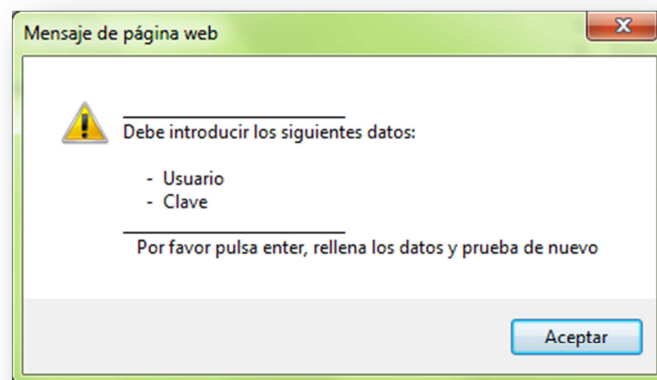 Mensaje de página web
Debe introducir los siguientes datos:
- Usuario
- Clave
Por favor pulsa enter, rellena los datos y prueba de nuevo
Aceptar